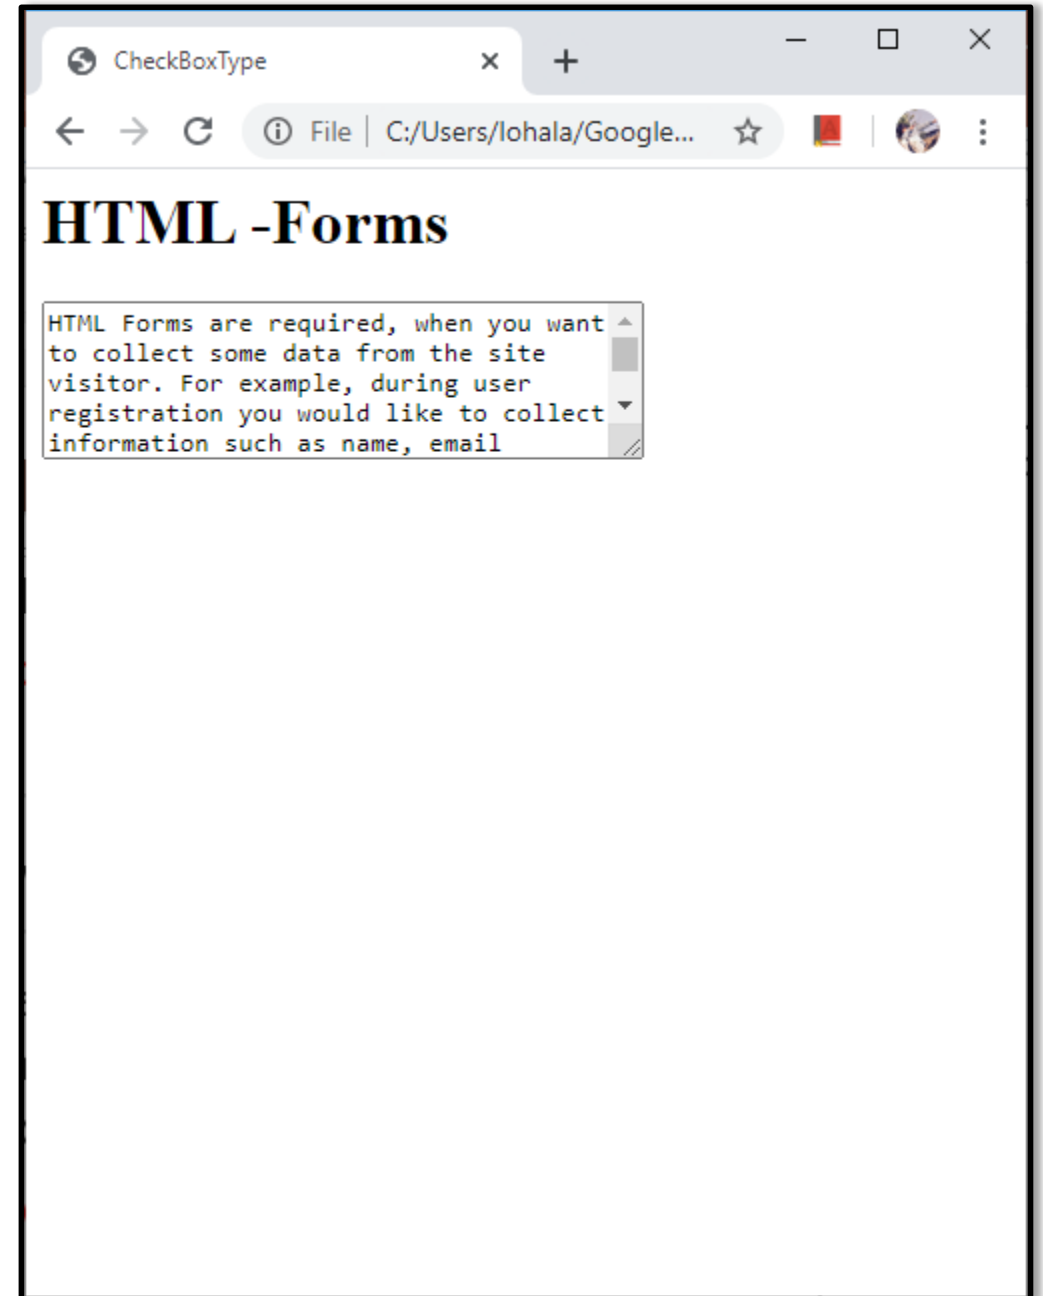 CheckBoxType
File | C:/Users/lohala/Google...
HTML -Forms
HTML Forms are required, when you want
to collect some data from the site
visitor. For example, during user
registration you would like to collect
information such as name, email